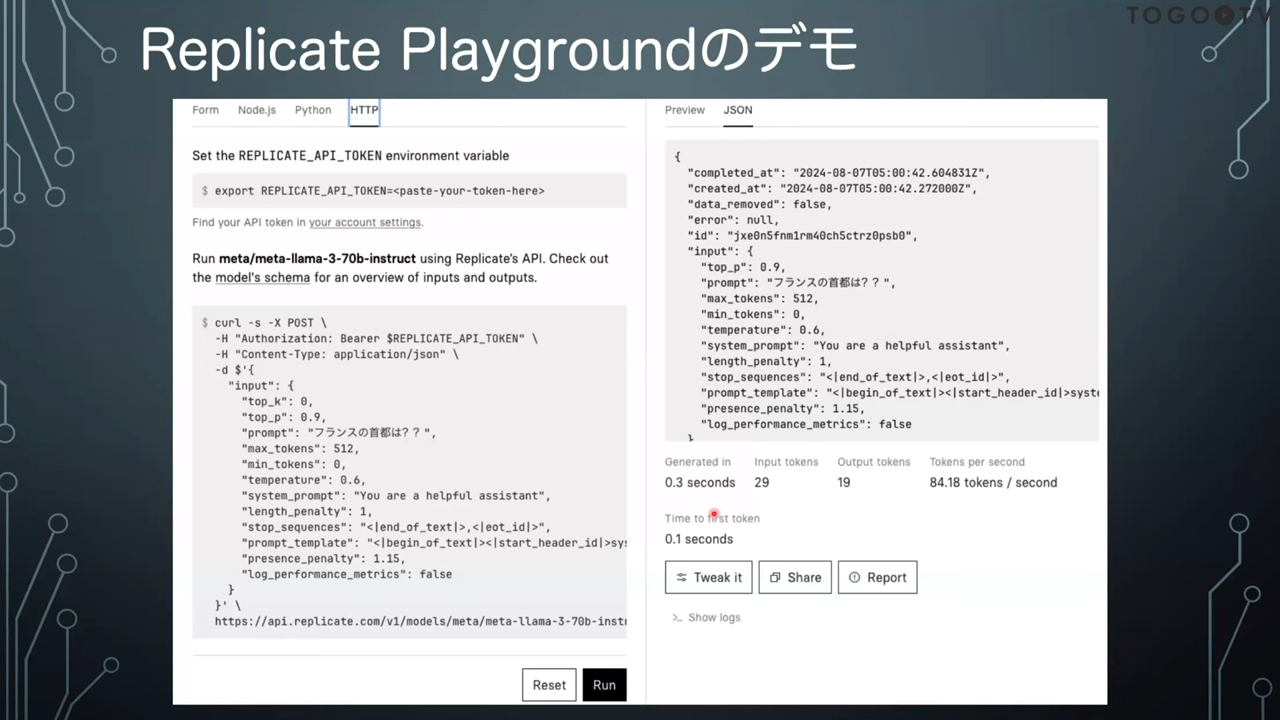 TOGO TV
Replicate Playgroundのデモ
Form Node.js Python HTTP
Set the REPLICATE_API_TOKEN environment variable
$ export REPLICATE_API_TOKEN=<paste-your-token-here>
Find your API token in your account settings.
Run meta/meta-llama-3-70b-instruct using Replicate's API. Check out
the model's schema for an overview of inputs and outputs.
$ curl -s -X POST \
-H "Authorization: Bearer $REPLICATE_API_TOKEN" \
-H "Content-Type: application/json" \
-d $'{
"input": {
"top_k": 0,
"top_p": 0.9,
"prompt": "フランスの首都は？？",
"max_tokens": 512,
"min_tokens": 0,
"temperature": 0.6,
"system_prompt": "You are a helpful assistant",
"length_penalty": 1,
"stop_sequences": "<|end_of_text|>,<|eot_id|>",
"prompt_template": "<|begin_of_text|><|start_header_id|>sys
"presence_penalty": 1.15,
"log_performance_metrics": false
}
}' \
https://api.replicate.com/v1/models/meta/meta-llama-3-70b-instr
Reset Run
Preview JSON
{
"completed_at": "2024-08-07T05:00:42.604831Z",
"created_at": "2024-08-07T05:00:42.272000Z",
"data_removed": false,
"error": null,
"id": "jxe0n5fnm1rm40ch5ctrz0psb0",
"input": {
"top_p": 0.9,
"prompt": "フランスの首都は？？",
"max_tokens": 512,
"min_tokens": 0,
"temperature": 0.6,
"system_prompt": "You are a helpful assistant",
"length_penalty": 1,
"stop_sequences": "<|end_of_text|>,<|eot_id|>",
"prompt_template": "<|begin_of_text|><|start_header_id|>syste
"presence_penalty": 1.15,
"log_performance_metrics": false
}
Generated in Input tokens Output tokens Tokens per second
0.3 seconds 29 19 84.18 tokens / second
Time to first token
0.1 seconds
Tweak it Share Report
>_ Show logs